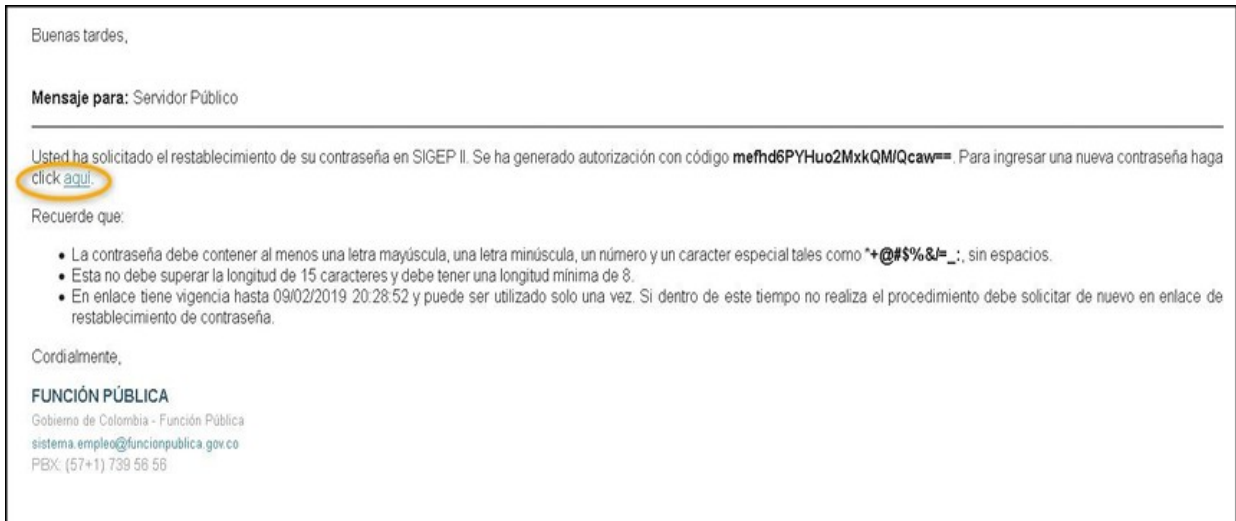 Buenas tardes,
Mensaje para: Servidor Público
Usted ha solicitado el restablecimiento de su contraseña en SIGEP II. Se ha generado autorización con código mefhd6PYHuo2MxkQM/Qcaw==. Para ingresar una nueva contraseña haga
click aquí.
Recuerde que:
• La contraseña debe contener al menos una letra mayúscula, una letra minúscula, un número y un caracter especial tales como *+@#$%&/=_:, sin espacios.
• Esta no debe superar la longitud de 15 caracteres y debe tener una longitud mínima de 8.
• En enlace tiene vigencia hasta 09/02/2019 20:28:52 y puede ser utilizado solo una vez. Si dentro de este tiempo no realiza el procedimiento debe solicitar de nuevo en enlace de
restablecimiento de contraseña.
Cordialmente,
FUNCIÓN PÚBLICA
Gobierno de Colombia - Función Pública
sistema.empleo@funcionpublica.gov.co
PBX: (57+1) 739 56 56